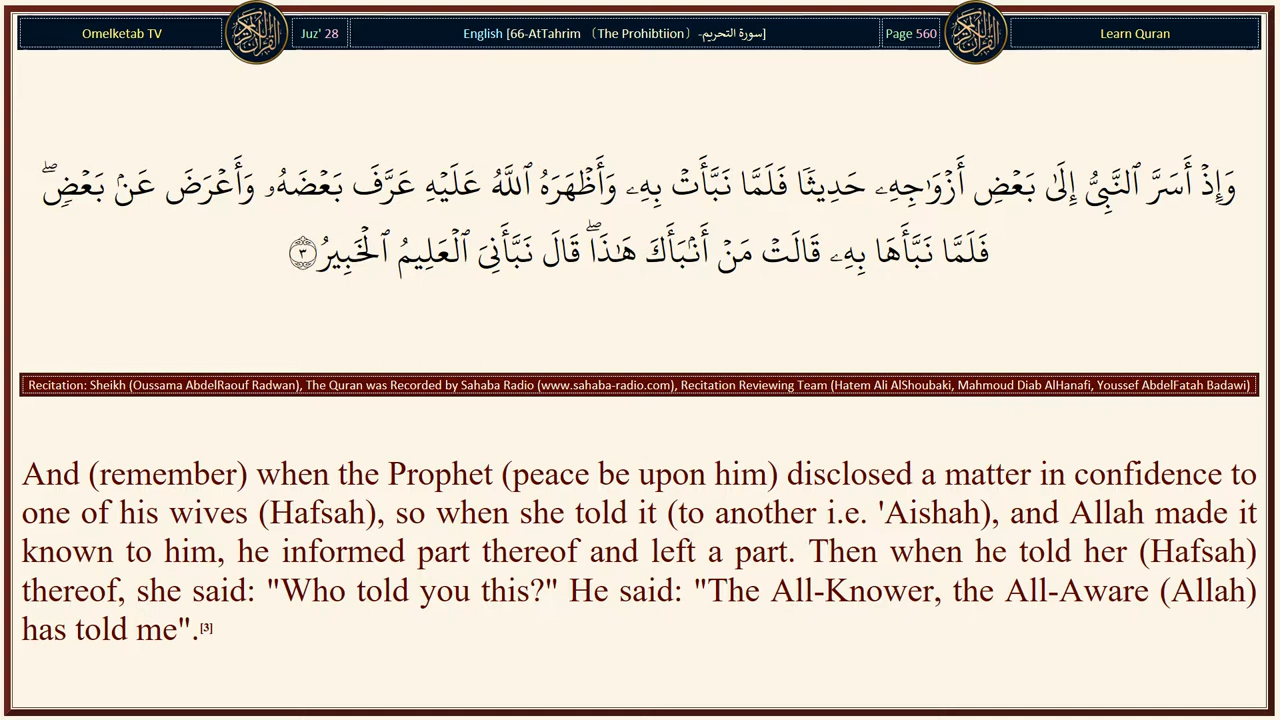 Omelketab TV
Juz' 28
English [66-AtTahrim (The Prohibtiion) -سورة التحريم]
Page 560
Learn Quran
وَإِذۡ أَسَرَّ ٱلنَّبِيُّ إِلَىٰ بَعۡضِ أَزۡوَٰجِهِۦ حَدِيثٗا فَلَمَّا نَبَّأَتۡ بِهِۦ وَأَظۡهَرَهُ ٱللَّهُ عَلَيۡهِ عَرَّفَ بَعۡضَهُۥ وَأَعۡرَضَ عَنۢ بَعۡضٖۖ
فَلَمَّا نَبَّأَهَا بِهِۦ قَالَتۡ مَنۡ أَنۢبَأَكَ هَٰذَاۖ قَالَ نَبَّأَنِيَ ٱلۡعَلِيمُ ٱلۡخَبِيرُ ٣
Recitation: Sheikh (Oussama AbdelRaouf Radwan), The Quran was Recorded by Sahaba Radio (www.sahaba-radio.com), Recitation Reviewing Team (Hatem Ali AlShoubaki, Mahmoud Diab AlHanafi, Youssef AbdelFatah Badawi)
And (remember) when the Prophet (peace be upon him) disclosed a matter in confidence to
one of his wives (Hafsah), so when she told it (to another i.e. 'Aishah), and Allah made it
known to him, he informed part thereof and left a part. Then when he told her (Hafsah)
thereof, she said: "Who told you this?" He said: "The All-Knower, the All-Aware (Allah)
has told me".[3]